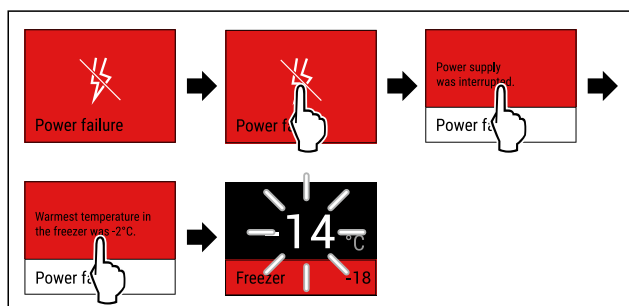 Power failure
Power fa
Power supply
was interrupted.
Power fa
Warmest temperature in
the freezer was -2°C.
Power fa
-14 °C
Freezer -18